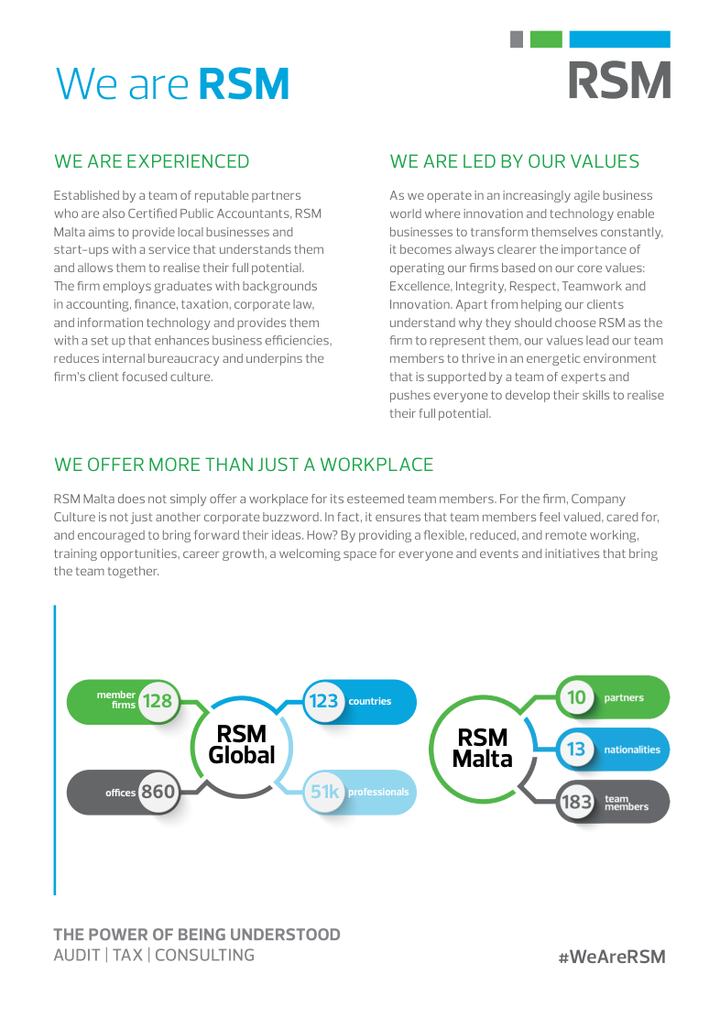 We are RSM
RSM
WE ARE EXPERIENCED
Established by a team of reputable partners
who are also Certified Public Accountants, RSM
Malta aims to provide local businesses and
start-ups with a service that understands them
and allows them to realise their full potential.
The firm employs graduates with backgrounds
in accounting, finance, taxation, corporate law,
and information technology and provides them
with a set up that enhances business efficiencies,
reduces internal bureaucracy and underpins the
firm's client focused culture.
WE ARE LED BY OUR VALUES
As we operate in an increasingly agile business
world where innovation and technology enable
businesses to transform themselves constantly,
it becomes always clearer the importance of
operating our firms based on our core values:
Excellence, Integrity, Respect, Teamwork and
Innovation. Apart from helping our clients
understand why they should choose RSM as the
firm to represent them, our values lead our team
members to thrive in an energetic environment
that is supported by a team of experts and
pushes everyone to develop their skills to realise
their full potential.
WE OFFER MORE THAN JUST A WORKPLACE
RSM Malta does not simply offer a workplace for its esteemed team members. For the firm, Company
Culture is not just another corporate buzzword. In fact, it ensures that team members feel valued, cared for,
and encouraged to bring forward their ideas. How? By providing a flexible, reduced, and remote working,
training opportunities, career growth, a welcoming space for everyone and events and initiatives that bring
the team together.
member
firms
128
offices 860
RSM
Global
123 countries
51k professionals
RSM
Malta
10 partners
13 nationalities
183
team
members
THE POWER OF BEING UNDERSTOOD
AUDIT | TAX | CONSULTING
#WeAreRSM